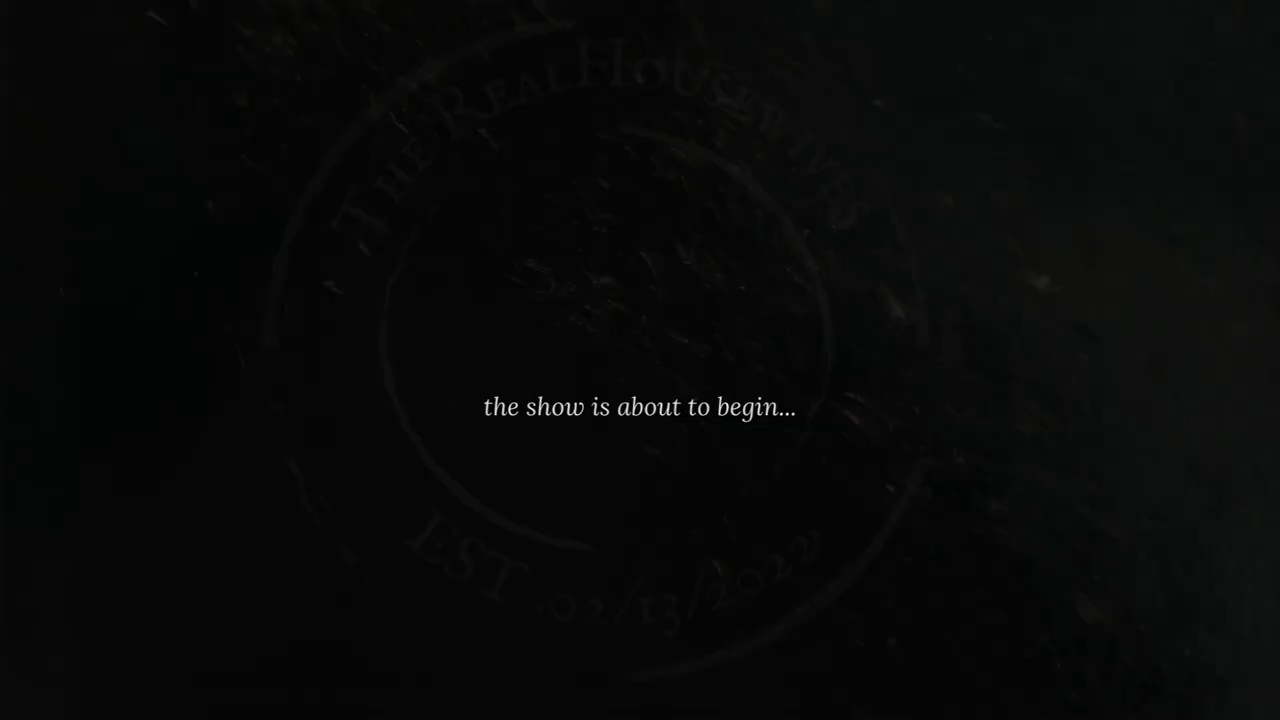 The Real Housewives
the show is about to begin...
EST .02/13/2022